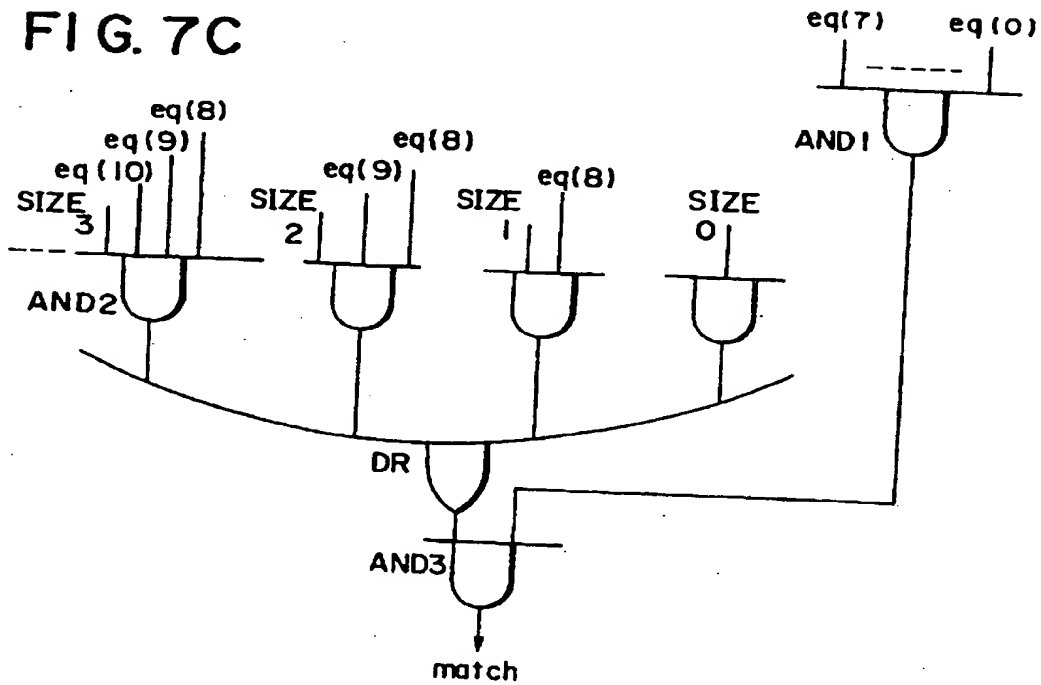 FIG. 7C
eq(7) eq(0)
AND1
eq(8)
eq(9)
eq(10)
SIZE
3
AND2
eq(8)
eq(9)
SIZE
2
eq(8)
SIZE
1
SIZE
0
DR
AND3
match